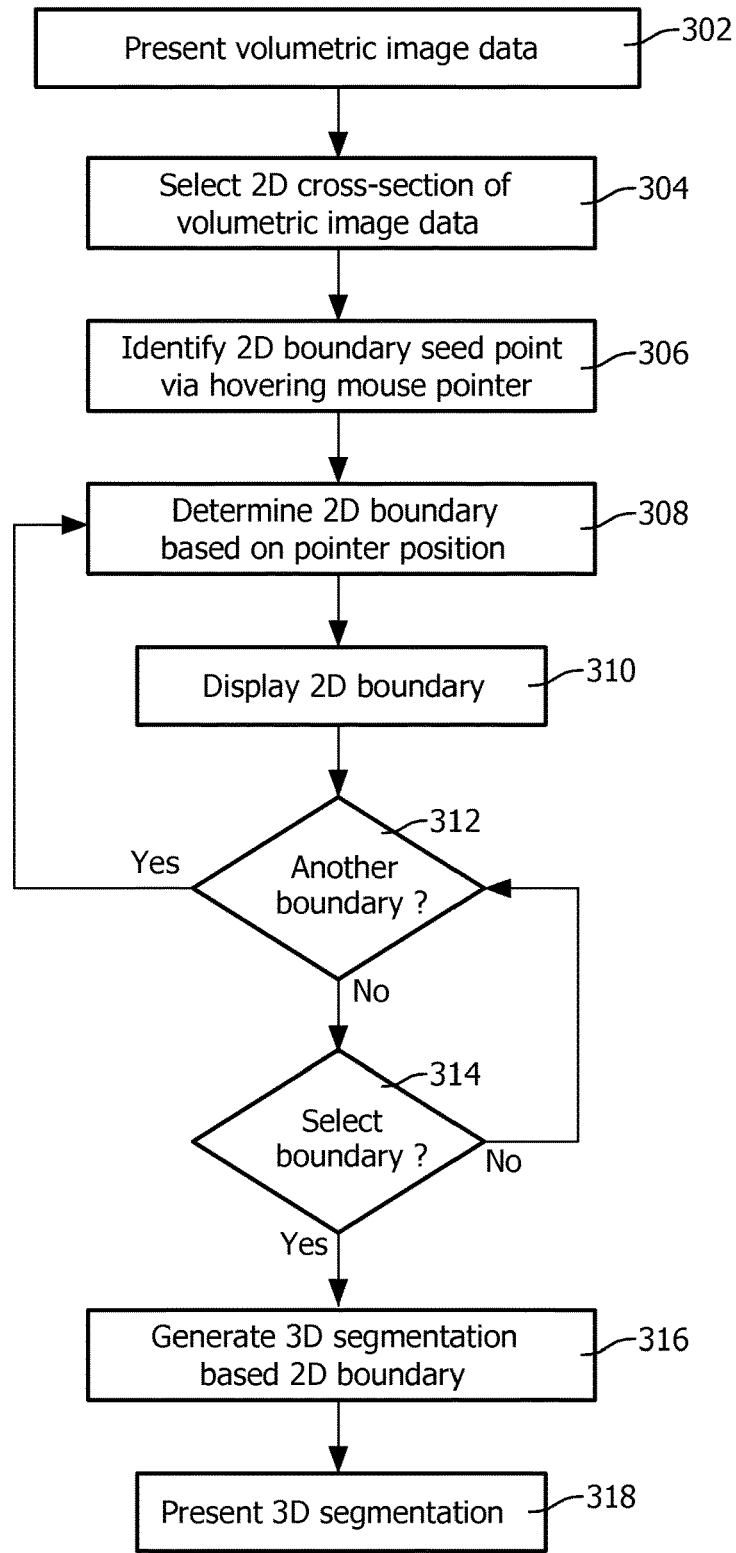 Present volumetric image data
302
Select 2D cross-section of
volumetric image data
304
Identify 2D boundary seed point
via hovering mouse pointer
306
Determine 2D boundary
based on pointer position
308
Display 2D boundary
310
312
Yes
Another
boundary ?
No
314
Select
boundary ?
No
Yes
Generate 3D segmentation
based 2D boundary
316
Present 3D segmentation
318